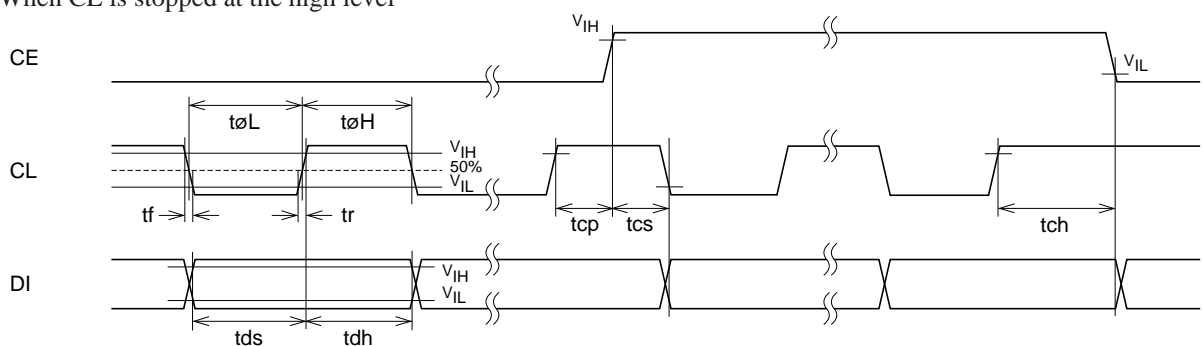 When CE is stopped at the high level
VIH
CE
VIL
tøL
tøH
VIH
CL
50%
VIL
tf
tr
tcp
tcs
tch
VIH
DI
VIL
tds
tdh